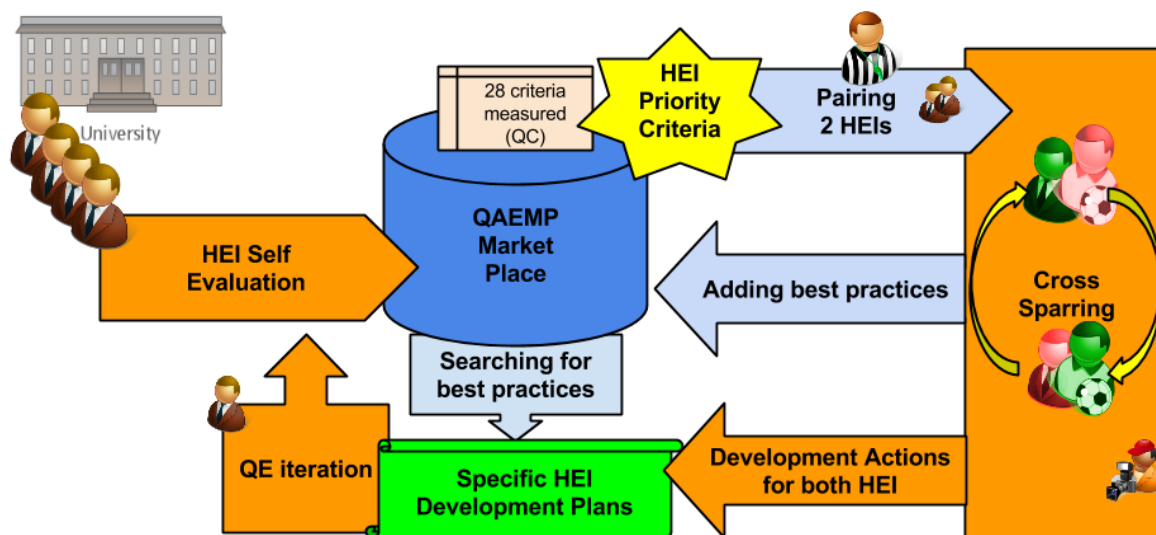 University
28 criteria
measured
(QC)
HEI
Priority
Criteria
Pairing
2 HEIs
HEI Self
Evaluation
QAEMP
Market
Place
Adding best practices
Cross
Sparring
Searching for
best practices
QE iteration
Specific HEI
Development Plans
Development Actions
for both HEI